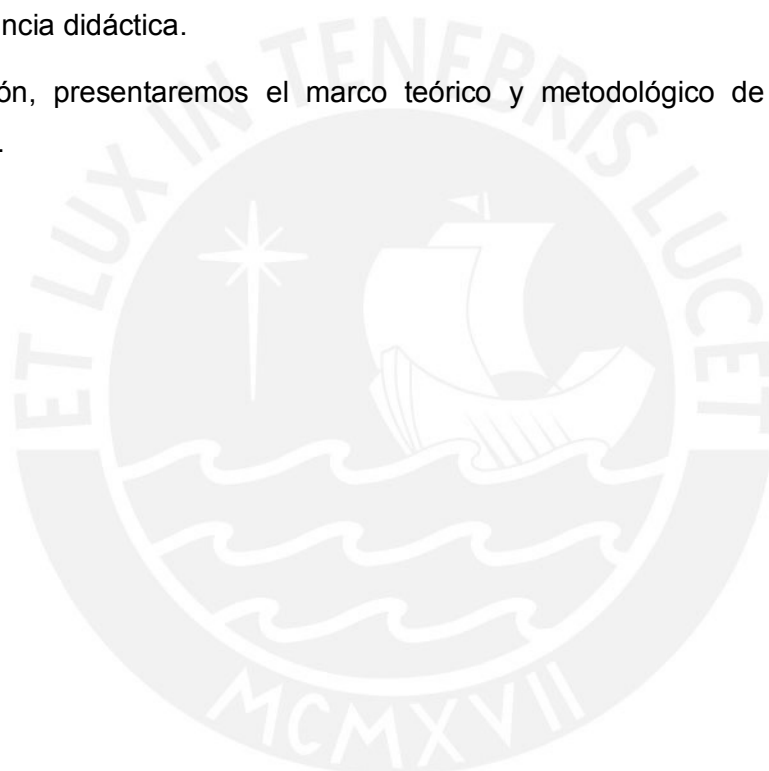 ncia didáctica.
ón, presentaremos el marco teórico y metodológico de
.
ET LUX IN TENEBRIS LUCET
MCMXVII